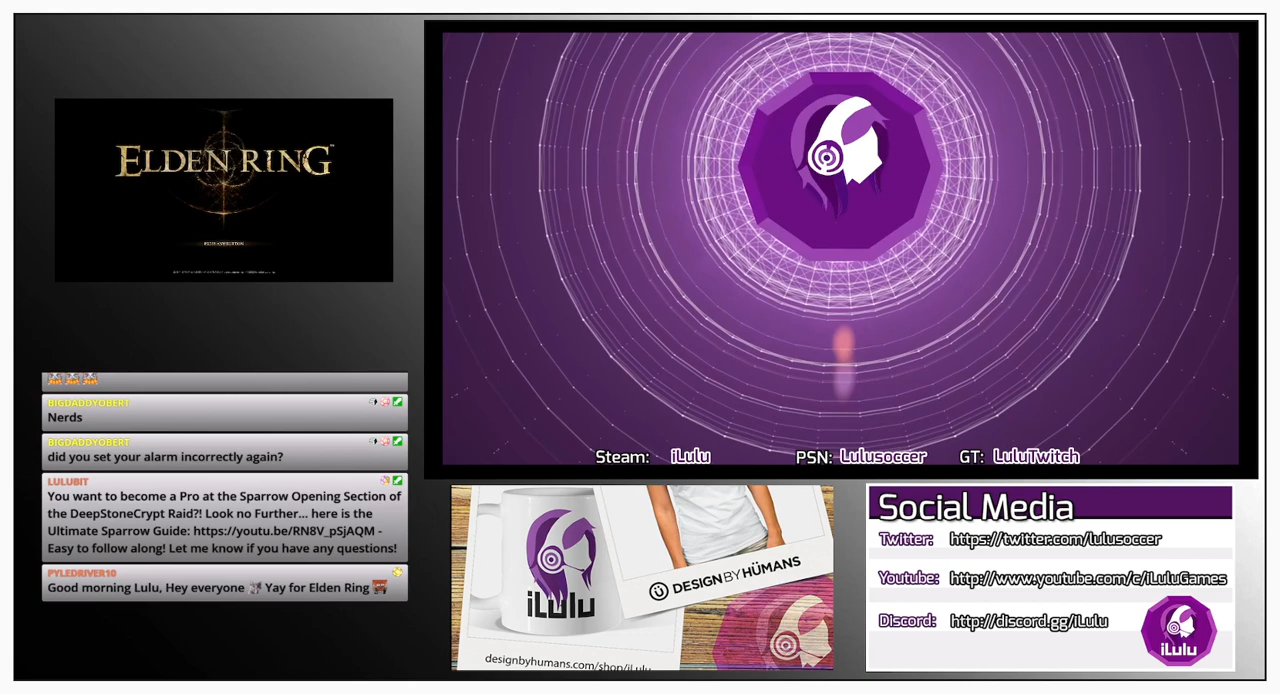 ELDEN RING
BIGDADDYOBERT
Nerds
BIGDADDYOBERT
did you set your alarm incorrectly again?
LULUBIT
You want to become a Pro at the Sparrow Opening Section of
the DeepStoneCrypt Raid?! Look no Further... here is the
Ultimate Sparrow Guide: https://youtu.be/RN8V_pSjAQM -
Easy to follow along! Let me know if you have any questions!
PYLEDRIVER10
Good morning Lulu, Hey everyone Yay for Elden Ring
Steam: iLulu PSN: Lulusoccer GT: LuluTwitch
iLulu
DESIGN BY HÜMANS
designbyhumans.com/shop/iLulu
Social Media
Twitter: https://twitter.com/lulusoccer
Youtube: http://www.youtube.com/c/iLuluGames
Discord: http://discord.gg/iLulu
iLulu